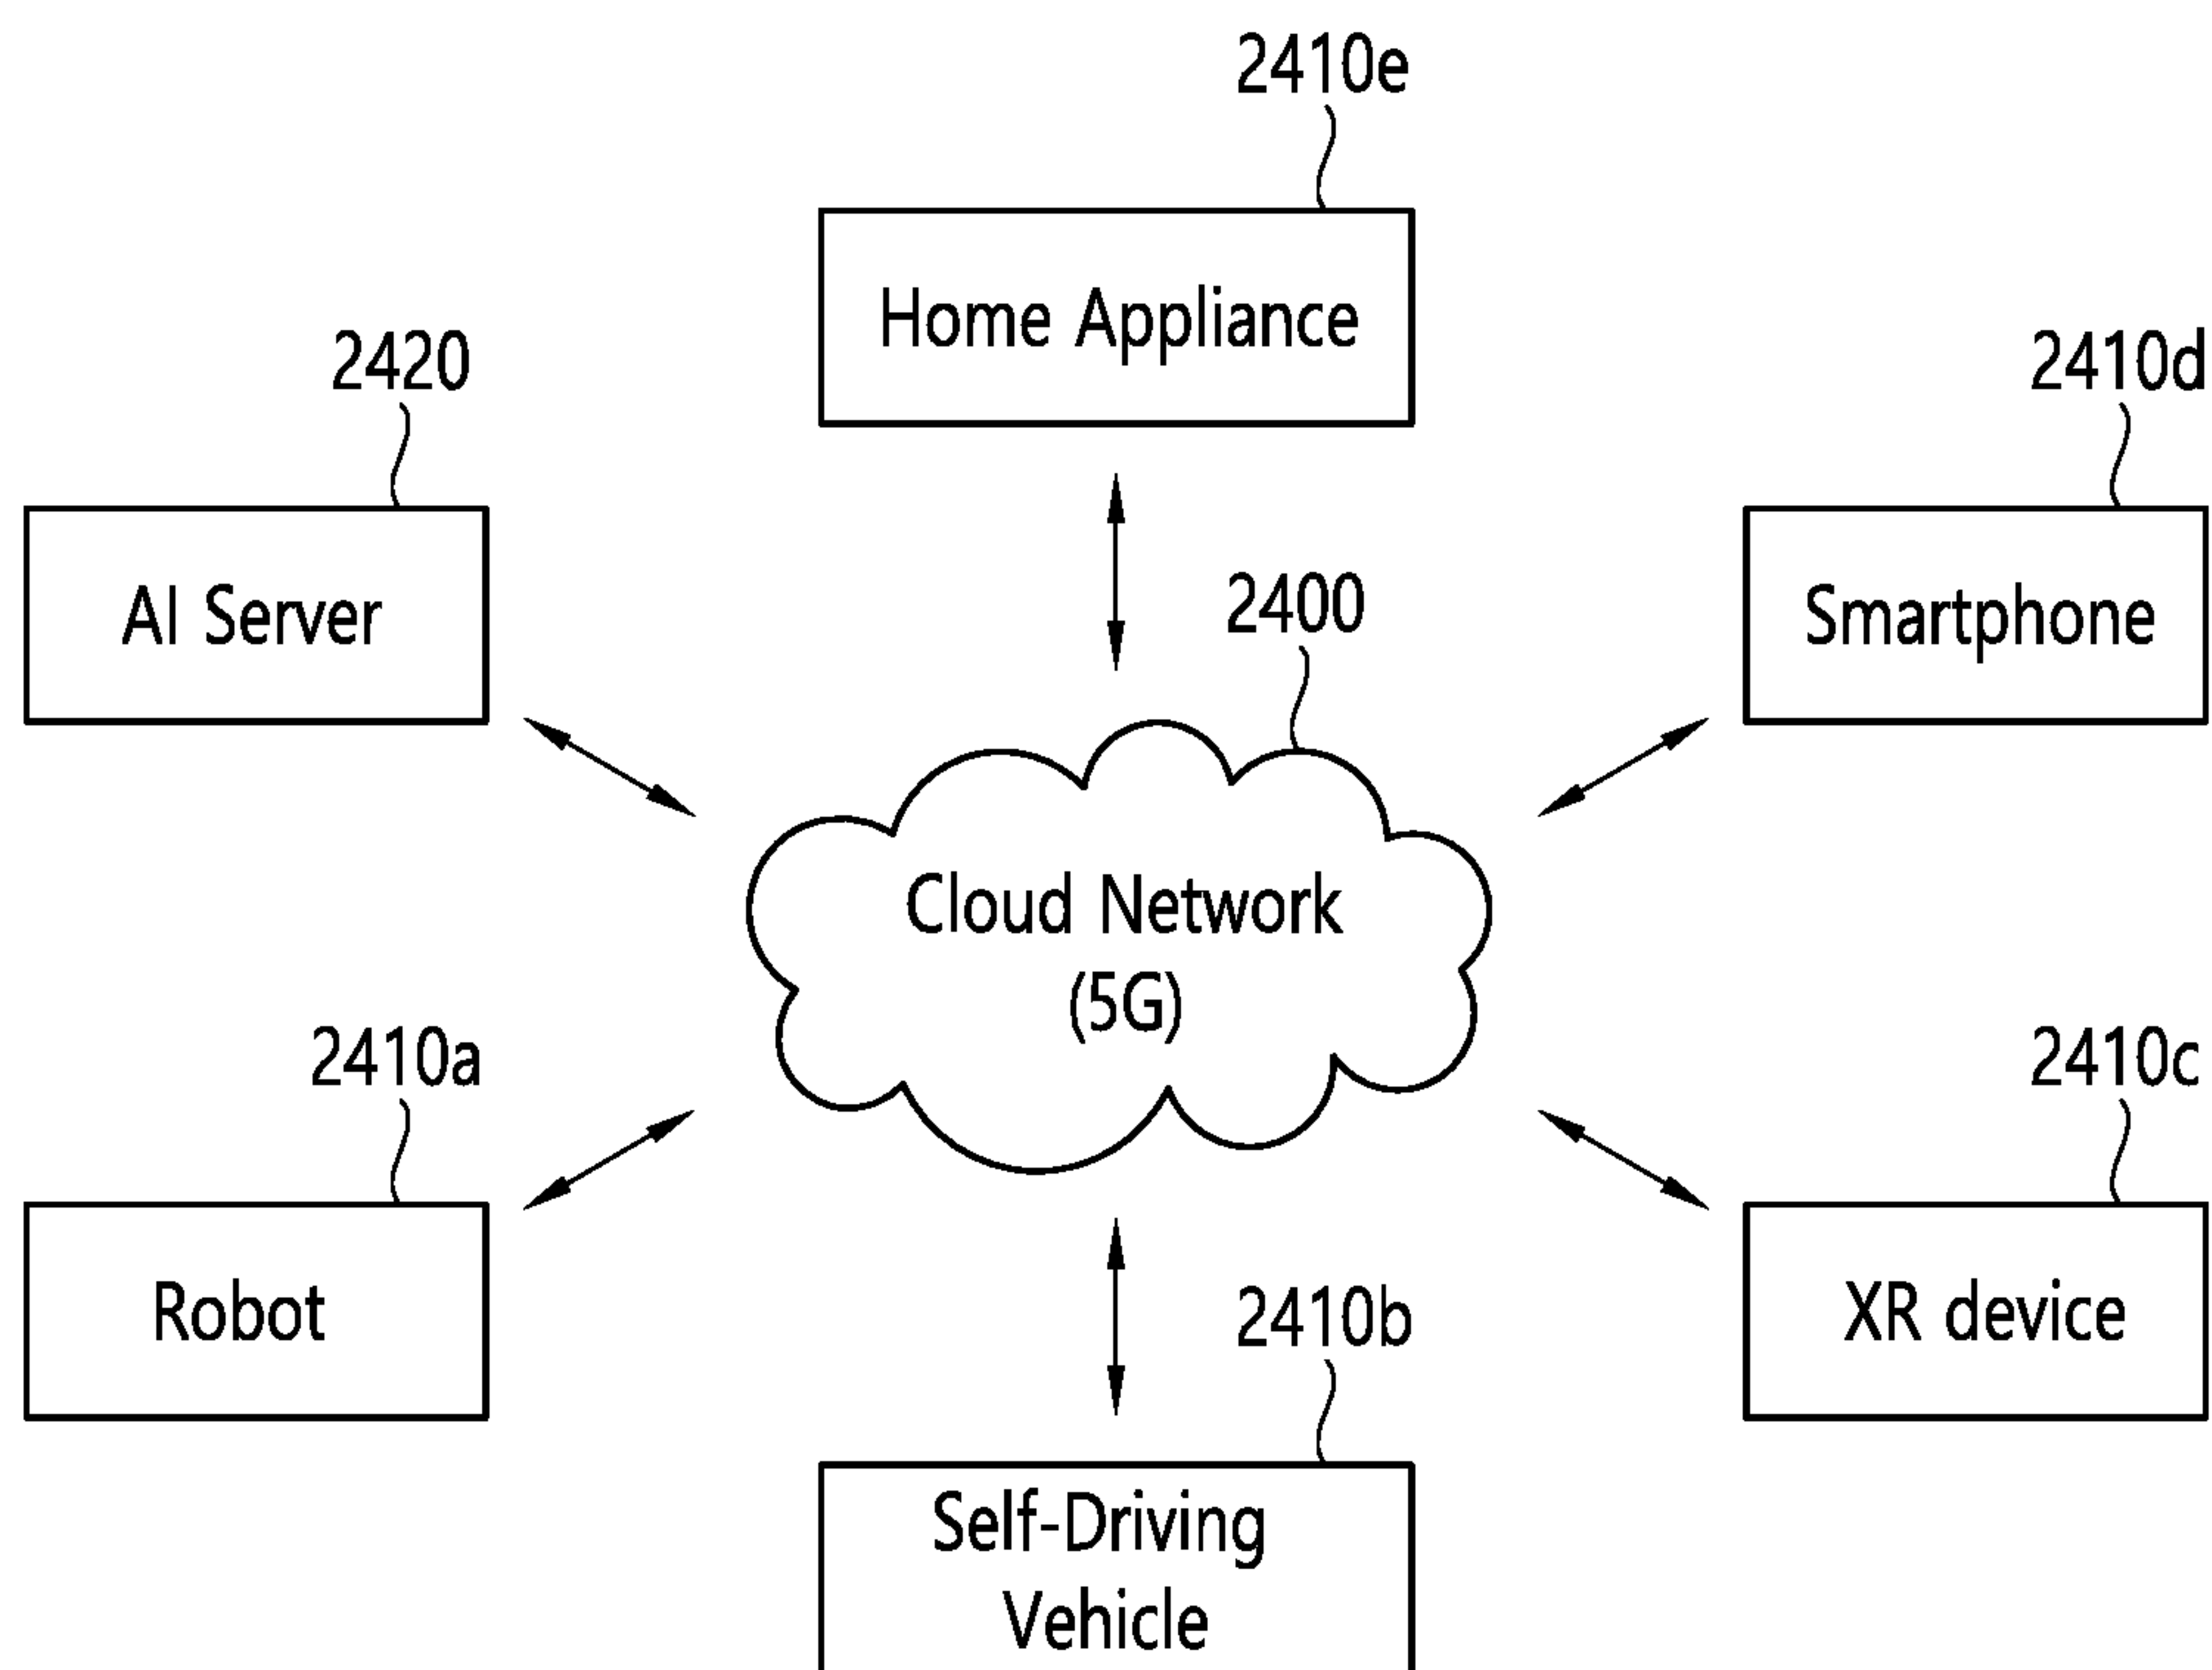 2410e
Home Appliance
2420
AI Server
2410d
Smartphone
2400
Cloud Network
(5G)
2410a
Robot
2410c
XR device
2410b
Self-Driving
Vehicle